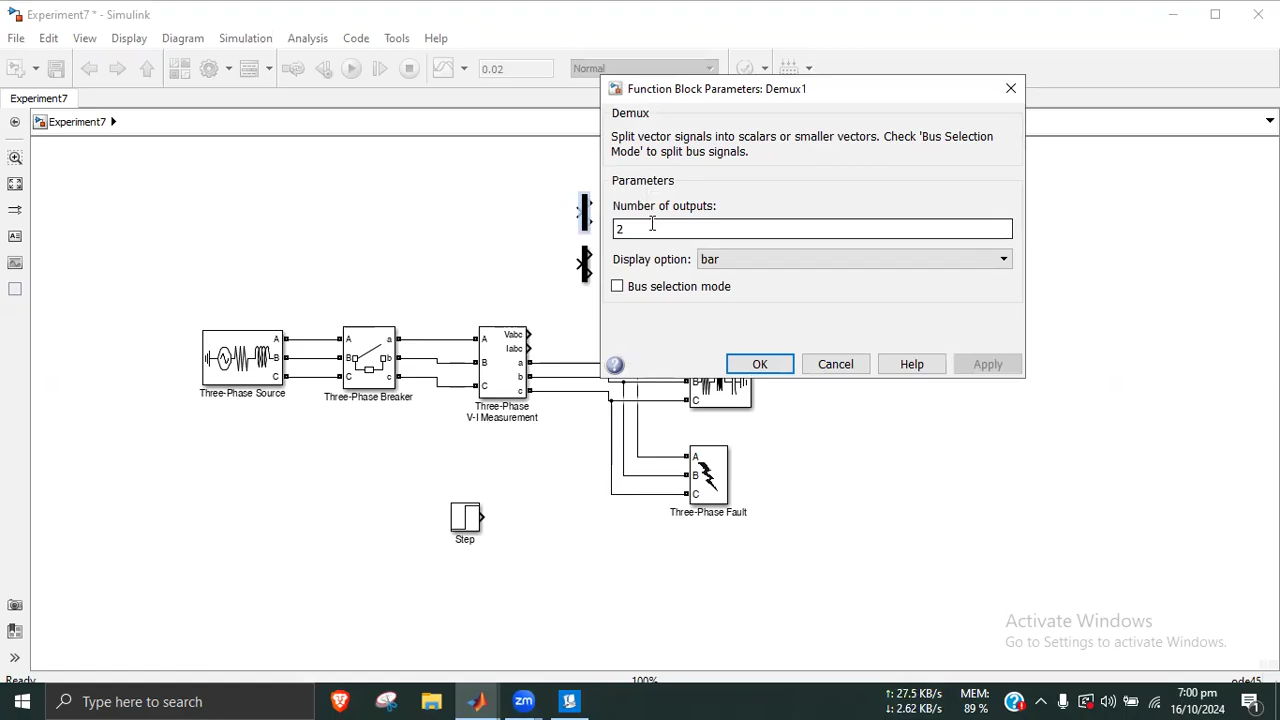 Experiment7 * - Simulink
File Edit View Display Diagram Simulation Analysis Code Tools Help
0.02 Normal
Experiment7
Experiment7
Function Block Parameters: Demux1
Demux
Split vector signals into scalars or smaller vectors. Check 'Bus Selection
Mode' to split bus signals.
Parameters
Number of outputs:
2
Display option: bar
Bus selection mode
OK Cancel Help Apply
A
B
C
Three-Phase Source
A a
B b
C c
Three-Phase Breaker
Vabc
Iabc
A a
B b
C c
Three-Phase
V-I Measurement
B
C
A
B
C
Three-Phase Fault
Step
Activate Windows
Go to Settings to activate Windows.
Ready 100% ode45
Type here to search
↑: 27.5 KB/s
↓: 2.62 KB/s
MEM:
89 %
7:00 pm
16/10/2024
1